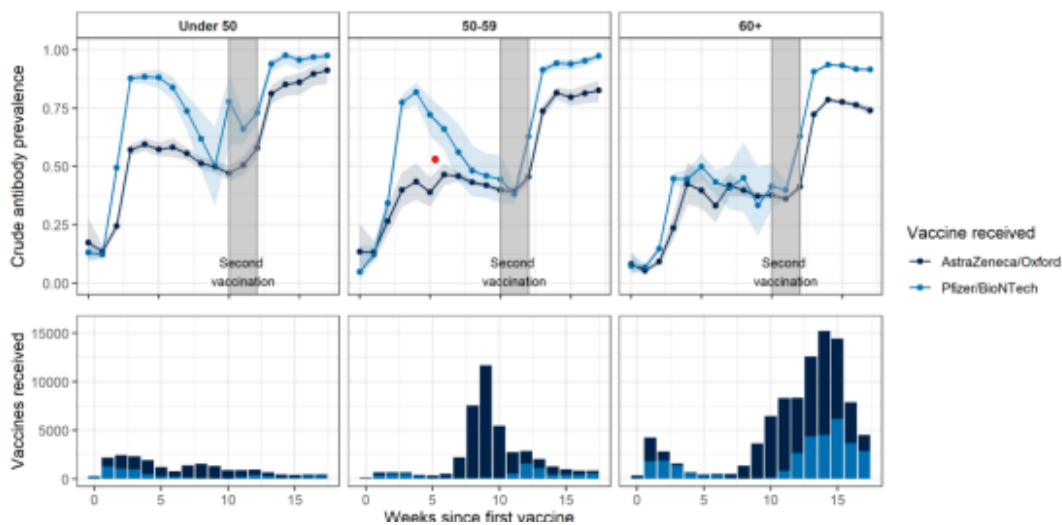 Under 50
50-59
60+
Crude antibody prevalence
1.00
0.75
0.50
0.25
0.00
Second
vaccination
Second
vaccination
Second
vaccination
Vaccine received
AstraZeneca/Oxford
Pfizer/BioNTech
Vaccines received
15000
10000
5000
0
0 5 10 15
0 5 10 15
0 5 10 15
Weeks since first vaccine